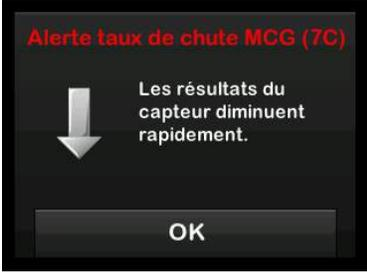 Alerte taux de chute MCG (7C)
Les résultats du
capteur diminuent
rapidement.
OK